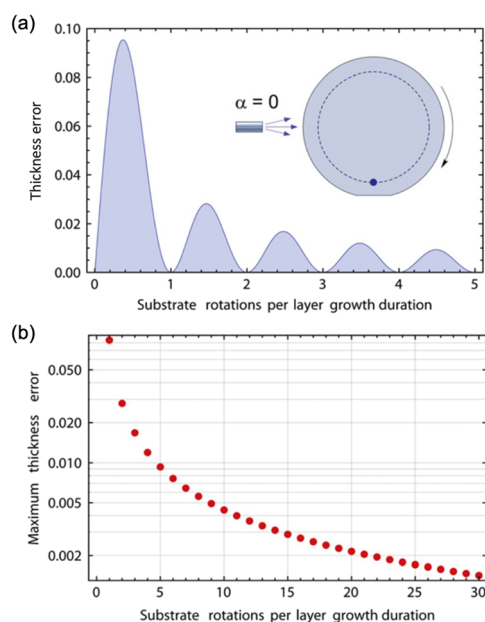 (a)
0.10
0.08
0.06
0.04
0.02
0.00
Thickness error
α = 0
0 1 2 3 4 5
Substrate rotations per layer growth duration
(b)
0.050
0.020
0.010
0.005
0.002
Maximum thickness error
0 5 10 15 20 25 30
Substrate rotations per layer growth duration